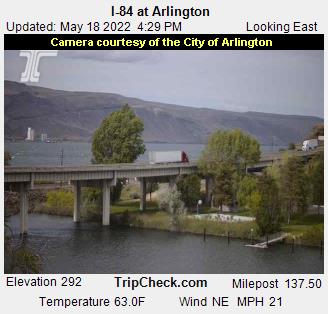 I-84 at Arlington
Updated: May 18 2022 4:29 PM Looking East
Camera courtesy of the City of Arlington
Elevation 292 TripCheck.com Milepost 137.50
Temperature 63.0F Wind NE MPH 21